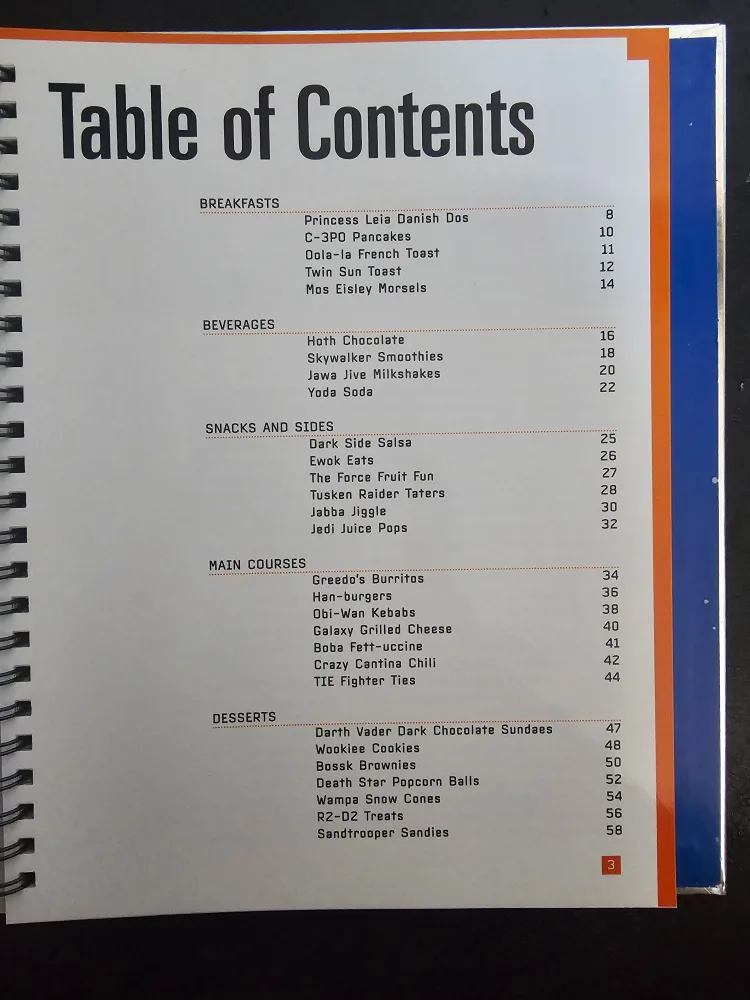 Table of Contents
BREAKFASTS
Princess Leia Danish Dos 8
C-3PO Pancakes 10
Oola-la French Toast 11
Twin Sun Toast 12
Mos Eisley Morsels 14
BEVERAGES
Hoth Chocolate 16
Skywalker Smoothies 18
Jawa Jive Milkshakes 20
Yoda Soda 22
SNACKS AND SIDES
Dark Side Salsa 25
Ewok Eats 26
The Force Fruit Fun 27
Tusken Raider Taters 28
Jabba Jiggle 30
Jedi Juice Pops 32
MAIN COURSES
Greedo's Burritos 34
Han-burgers 36
Obi-Wan Kebabs 38
Galaxy Grilled Cheese 40
Boba Fett-uccine 41
Crazy Cantina Chili 42
TIE Fighter Ties 44
DESSERTS
Darth Vader Dark Chocolate Sundaes 47
Wookiee Cookies 48
Bossk Brownies 50
Death Star Popcorn Balls 52
Wampa Snow Cones 54
R2-D2 Treats 56
Sandtrooper Sandies 58
3